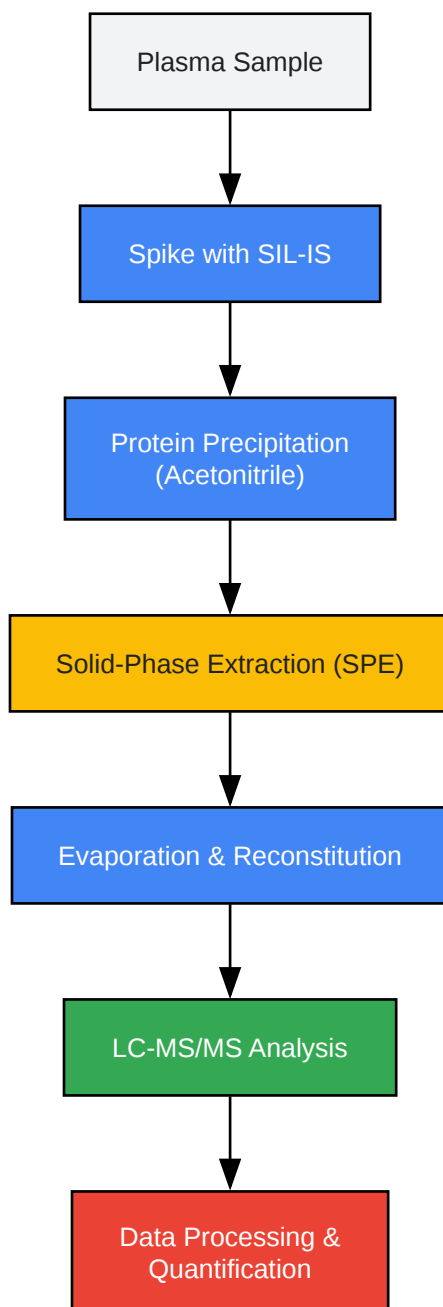 Plasma Sample
Spike with SIL-IS
Protein Precipitation
(Acetonitrile)
Solid-Phase Extraction (SPE)
Evaporation & Reconstitution
LC-MS/MS Analysis
Data Processing &
Quantification